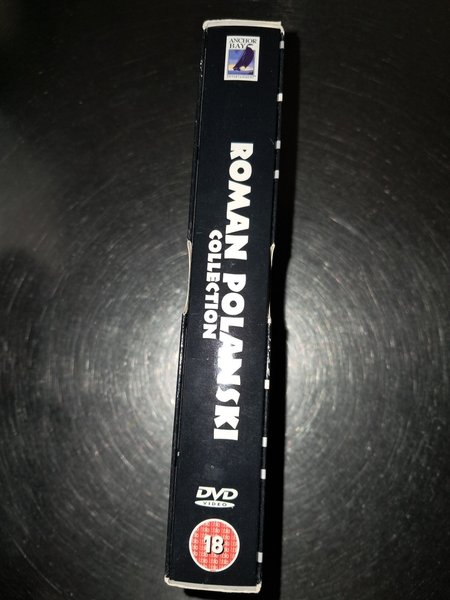 ANCHOR
BAY
ROMAN POLANSKI
COLLECTION
DVD
VIDEO
18